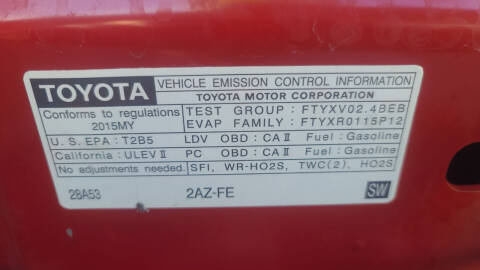 TOYOTA VEHICLE EMISSION CONTROL INFORMATION
TOYOTA MOTOR CORPORATION
Conforms to regulations TEST GROUP : FTYXV02.4BEB
2015MY EVAP FAMILY : FTYXR0115P12
U.S. EPA : T2B5 LDV OBD : CA II Fuel : Gasoline
California : ULEV II PC OBD : CA II Fuel : Gasoline
No adjustments needed. SFI, WR-HO2S, TWC(2), HO2S
28A53 2AZ-FE SW